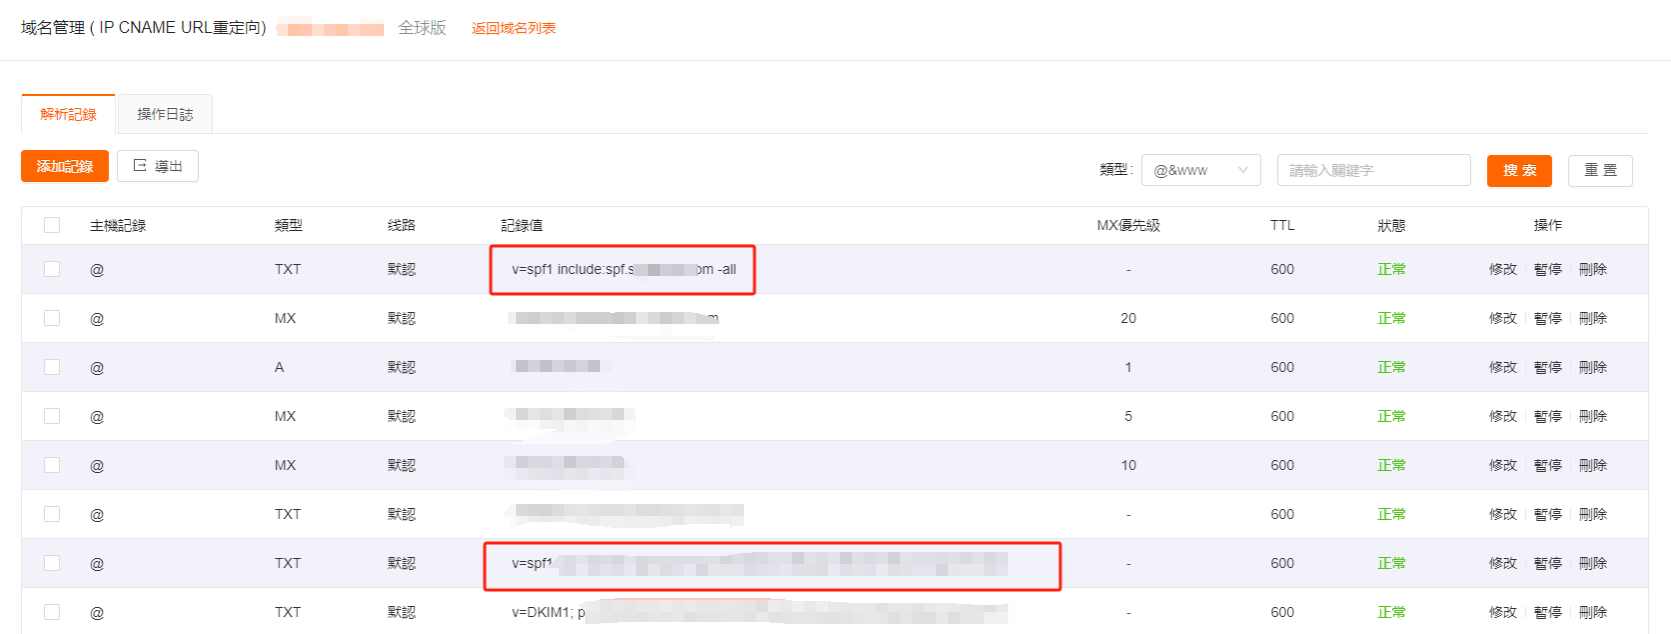 域名管理 ( IP CNAME URL重定向) 全球版 返回域名列表
解析記錄 操作日誌
添加記錄 導出 類型: @&www 請輸入關鍵字 搜 索 重 置
主機記錄 類型 线路 記錄值 MX優先級 TTL 狀態 操作
@ TXT 默認 v=spf1 include:spf.s om -all - 600 正常 修改 暫停 刪除
@ MX 默認 m 20 600 正常 修改 暫停 刪除
@ A 默認 1 600 正常 修改 暫停 刪除
@ MX 默認 5 600 正常 修改 暫停 刪除
@ MX 默認 10 600 正常 修改 暫停 刪除
@ TXT 默認 - 600 正常 修改 暫停 刪除
@ TXT 默認 v=spf1 - 600 正常 修改 暫停 刪除
@ TXT 默認 v=DKIM1; p - 600 正常 修改 暫停 刪除